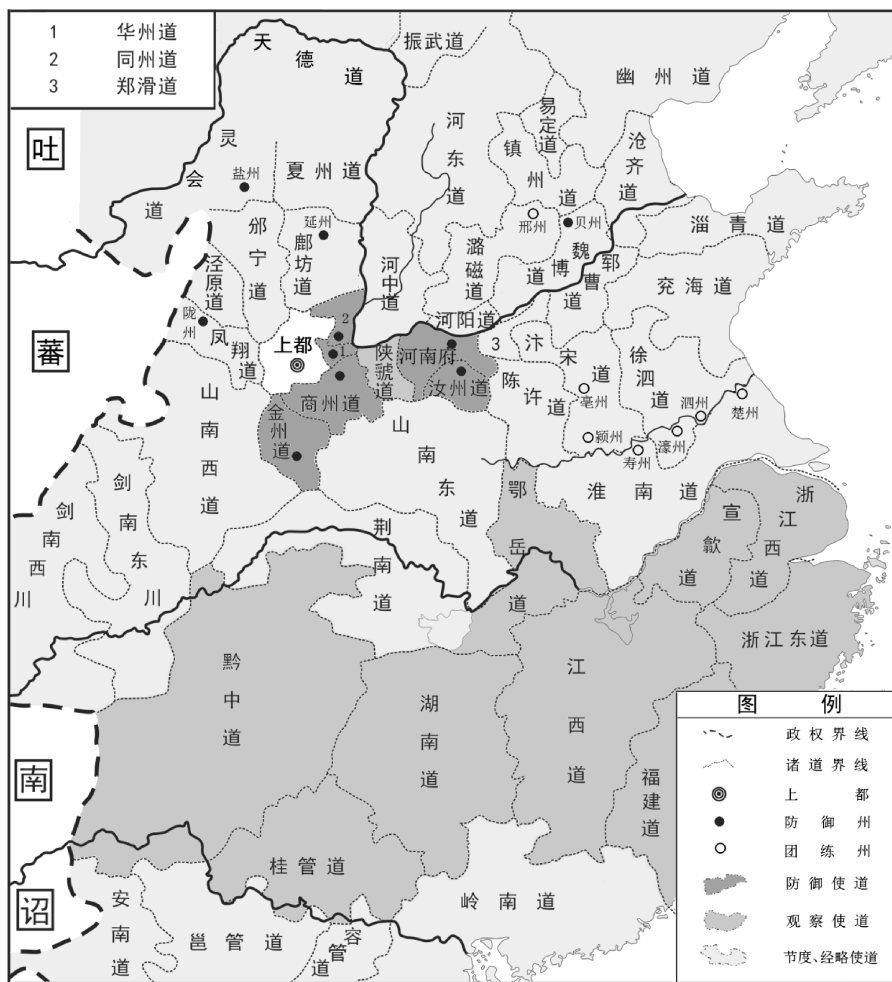 1 华州道
2 同州道
3 郑滑道
吐
蕃
南
诏
天德道
振武道
幽州道
灵
会
道
盐州
夏州道
河东道
镇州道
易定道
沧齐道
邢州
贝州
淄青道
延州
邠宁道
鄜坊道
河中道
潞磁道
魏
博
道
郓
曹
道
兖海道
泾原道
陇州
凤翔道
上都
2
1
陕虢道
河阳道
河南府
汝州道
3
汴
宋
道
徐泗道
陈许道
亳州
颍州
泗州
楚州
濠州
寿州
商州道
金州道
山南西道
山南东道
鄂岳道
淮南道
宣歙道
浙江西道
浙江东道
剑南西川
剑南东川
荆南道
黔中道
湖南道
江西道
福建道
桂管道
岭南道
安南道
邕管道
容管道
图例
政权界线
诸道界线
上都
防御州
团练州
防御使道
观察使道
节度、经略使道